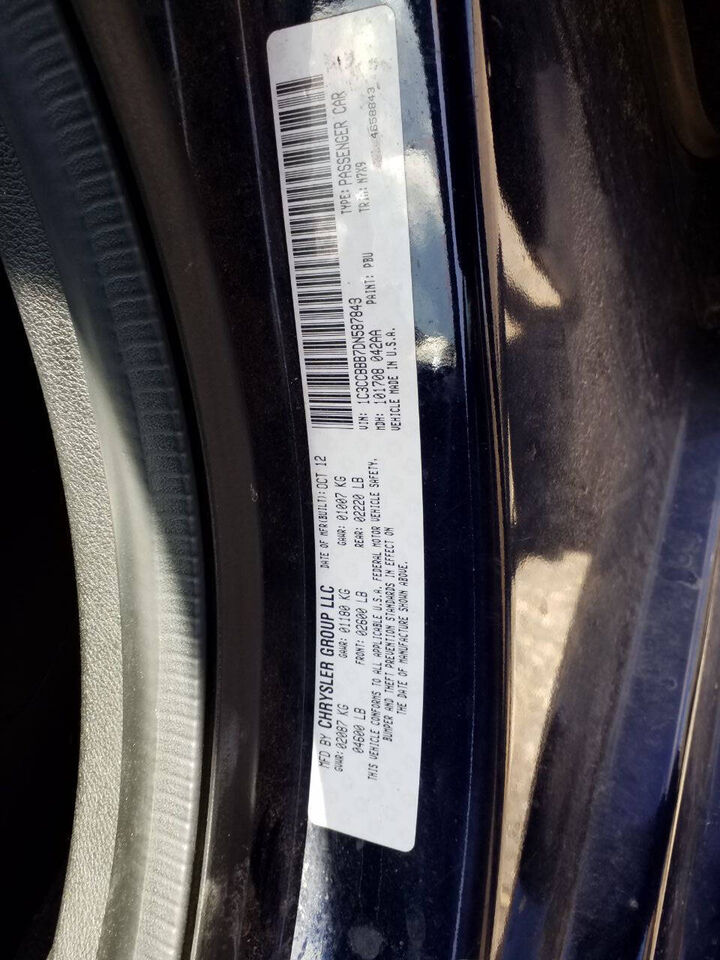 MFD BY CHRYSLER GROUP LLC DATE OF MFR(BUILT): OCT 12
GVWR: 02087 KG GAWR: 01180 KG GAWR: 01007 KG
04600 LB FRONT: 02600 LB REAR: 02220 LB
THIS VEHICLE CONFORMS TO ALL APPLICABLE U.S.A. FEDERAL MOTOR VEHICLE SAFETY,
BUMPER AND THEFT PREVENTION STANDARDS IN EFFECT ON
THE DATE OF MANUFACTURE SHOWN ABOVE.
VIN: 1C3CCBBB7DN587843 TYPE: PASSENGER CAR
MDH: 101708 042AA PAINT: PBU TRIM: N7X9
VEHICLE MADE IN U.S.A. 4658843